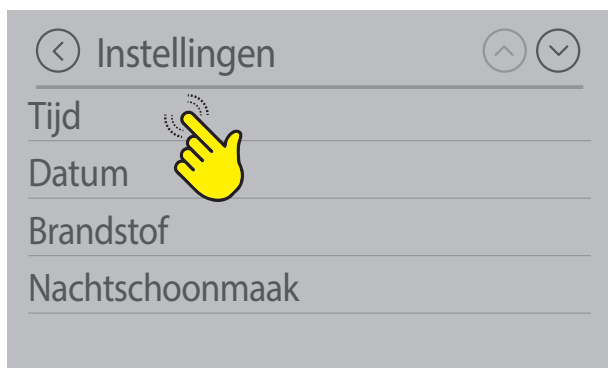 Instellingen
Tijd
Datum
Brandstof
Nachtschoonmaak